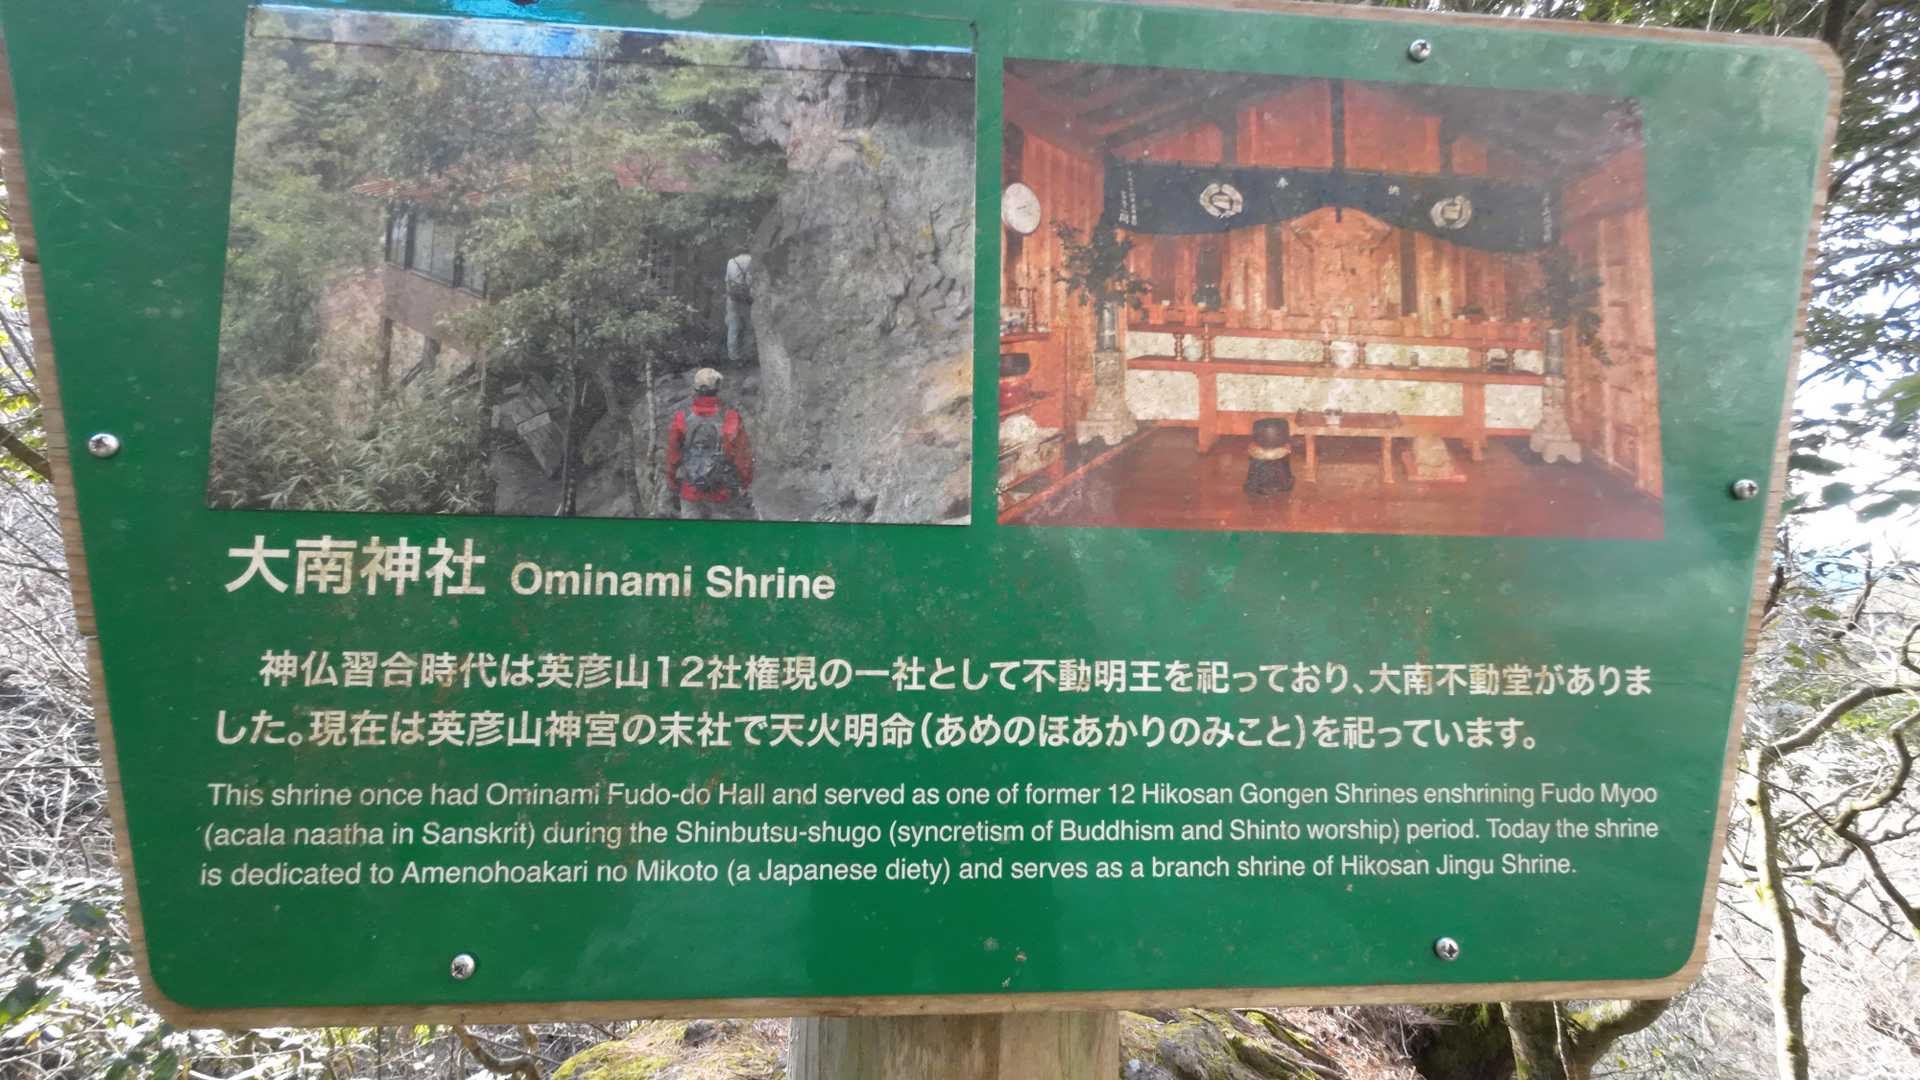 大南神社 Ominami Shrine
神仏習合時代は英彦山12社権現の一社として不動明王を祀っており、大南不動堂がありま
した。現在は英彦山神宮の末社で天火明命(あめのほあかりのみこと)を祀っています。
This shrine once had Ominami Fudo-do Hall and served as one of former 12 Hikosan Gongen Shrines enshrining Fudo Myoo
(acala naatha in Sanskrit) during the Shinbutsu-shugo (syncretism of Buddhism and Shinto worship) period. Today the shrine
is dedicated to Amenohoakari no Mikoto (a Japanese diety) and serves as a branch shrine of Hikosan Jingu Shrine.